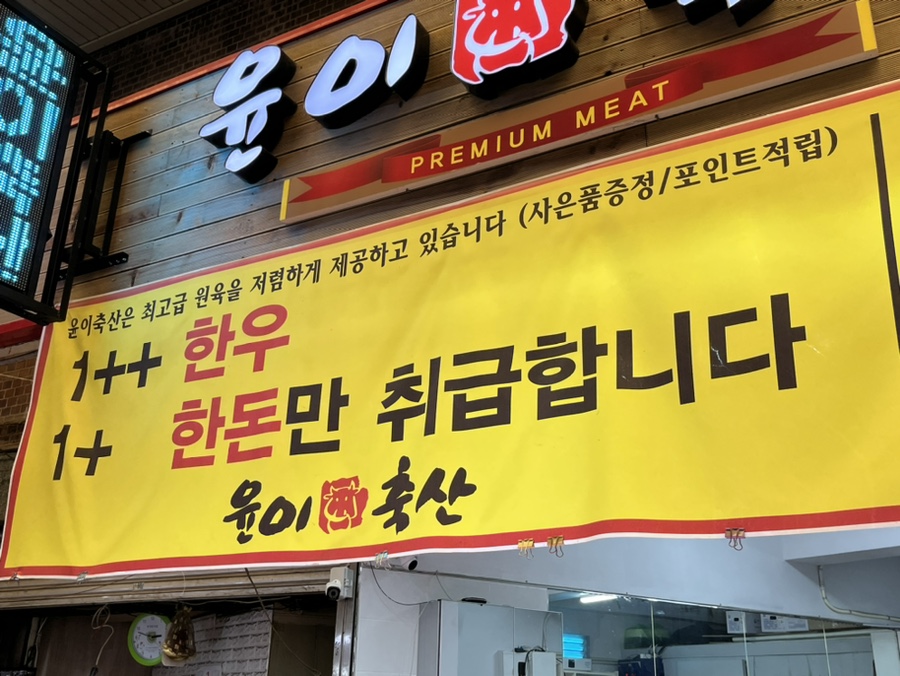 윤이
PREMIUM MEAT
윤이축산은 최고급 원육을 저렴하게 제공하고 있습니다 (사은품증정/포인트적립)
1++ 한우
1+ 한돈만 취급합니다
윤이 축산